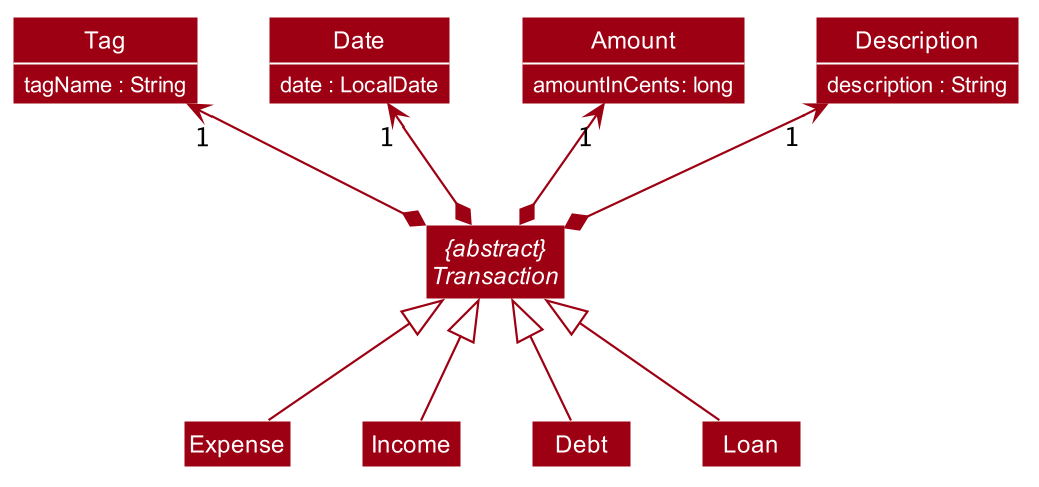 Tag
tagName : String
Date
date : LocalDate
Amount
amountInCents: long
Description
description : String
1
1
1
1
{abstract}
Transaction
Expense
Income
Debt
Loan